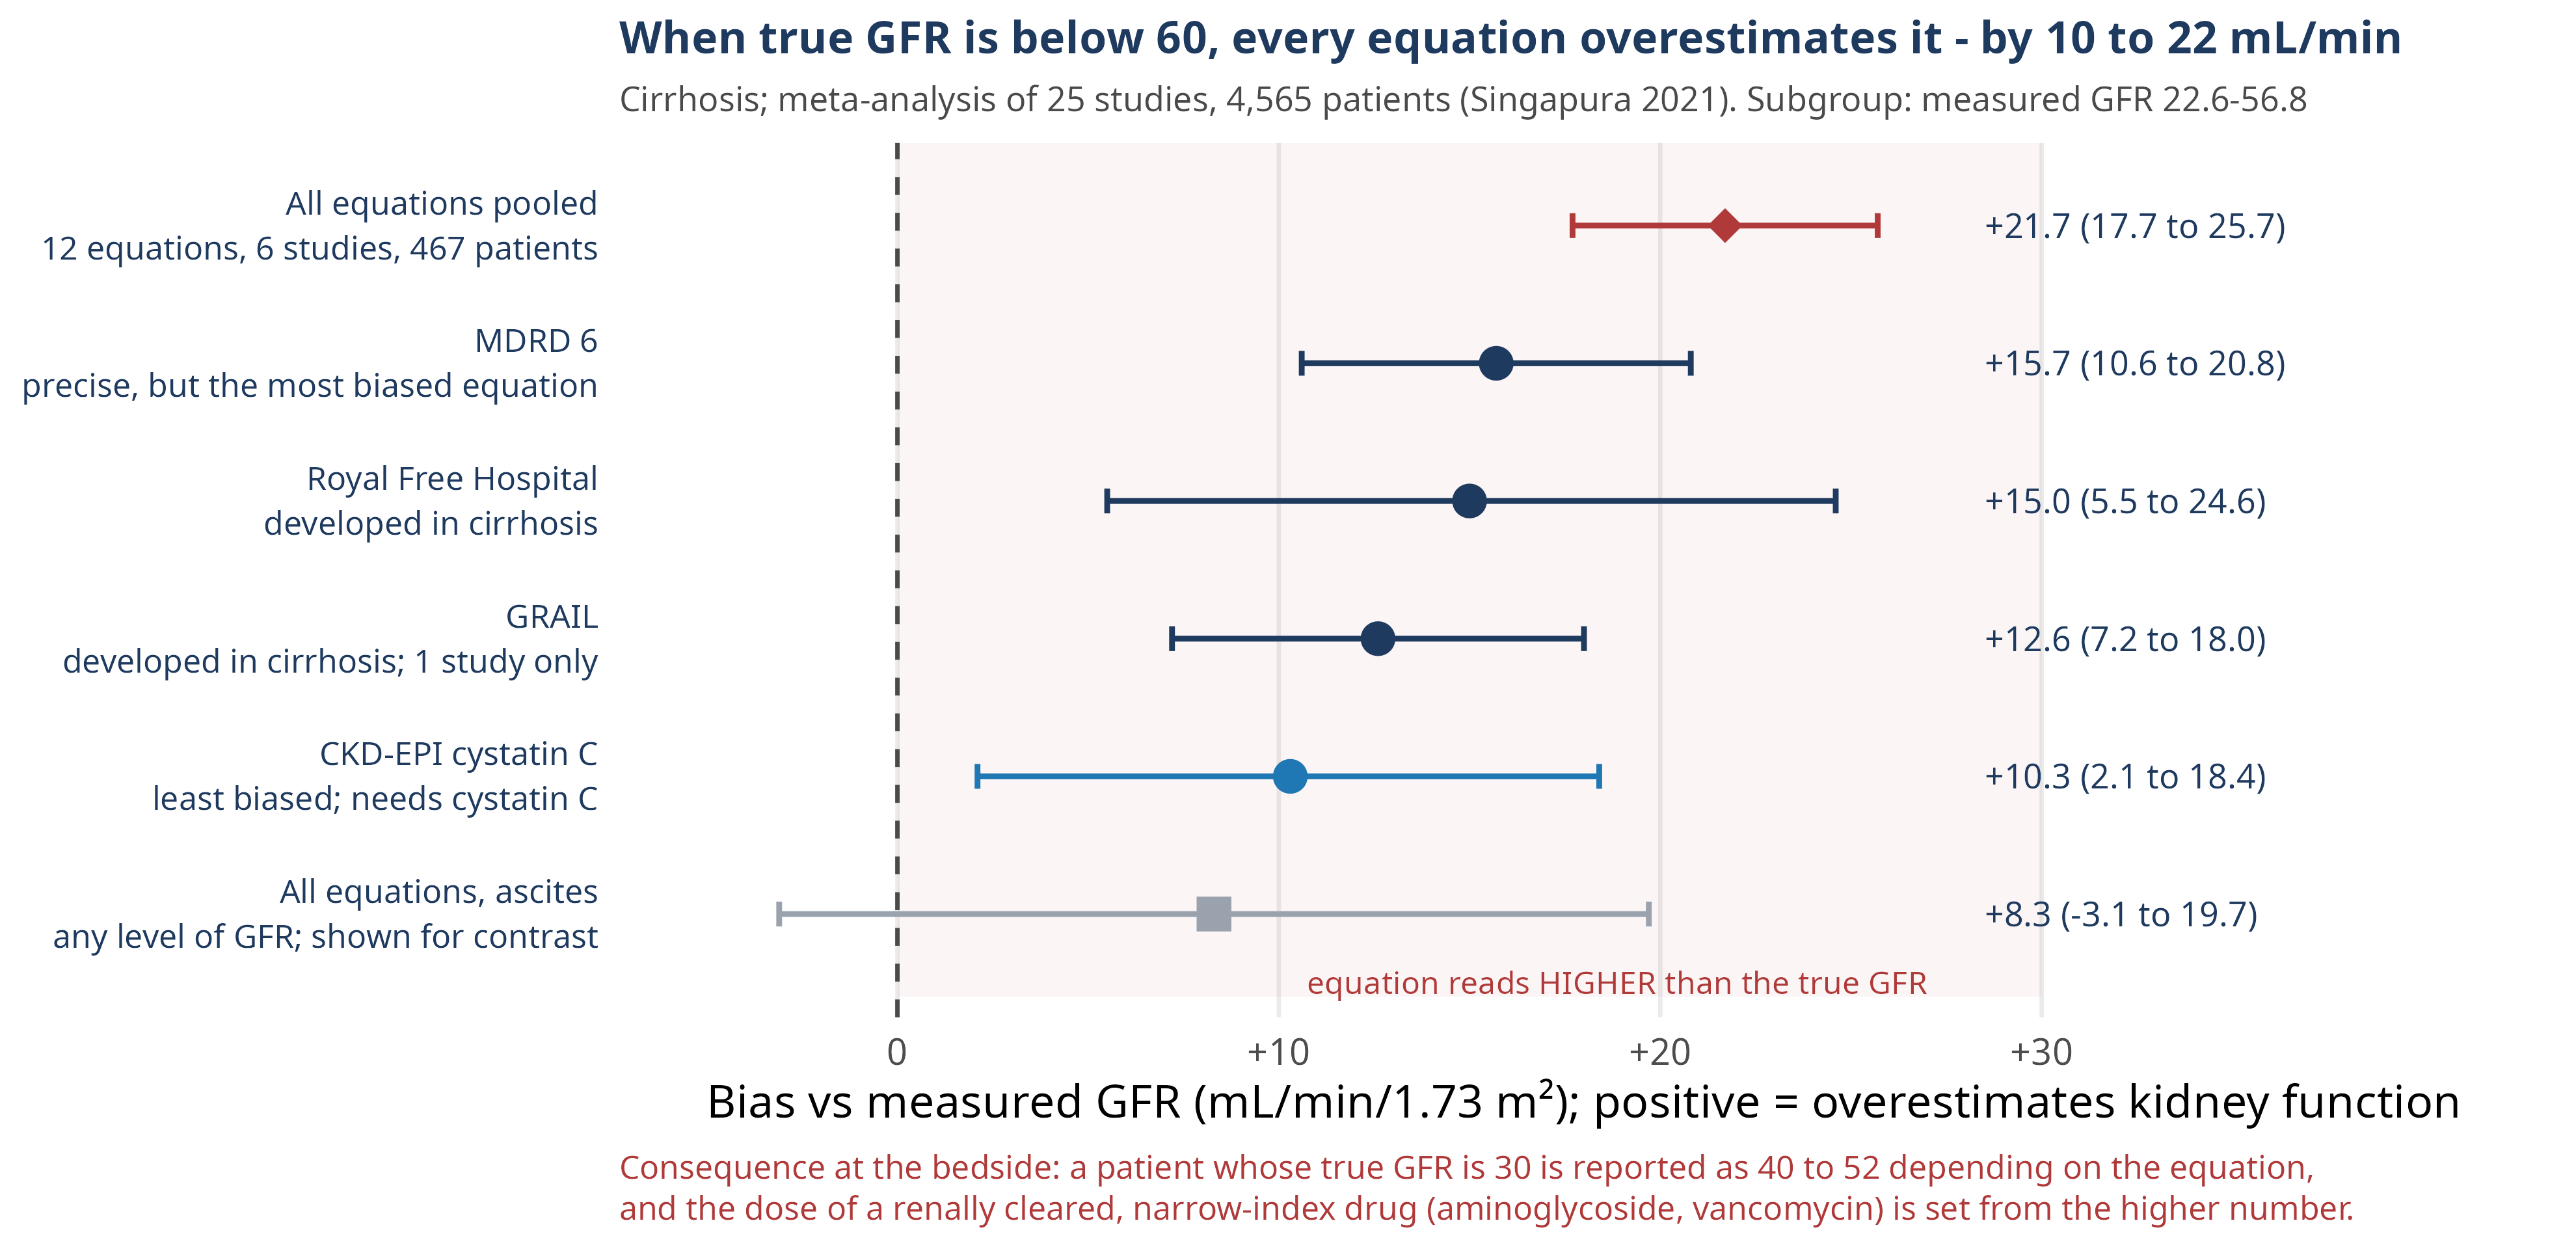 When true GFR is below 60, every equation overestimates it - by 10 to 22 mL/min
Cirrhosis; meta-analysis of 25 studies, 4,565 patients (Singapura 2021). Subgroup: measured GFR 22.6-56.8
All equations pooled
12 equations, 6 studies, 467 patients
+21.7 (17.7 to 25.7)
MDRD 6
precise, but the most biased equation
+15.7 (10.6 to 20.8)
Royal Free Hospital
developed in cirrhosis
+15.0 (5.5 to 24.6)
GRAIL
developed in cirrhosis; 1 study only
+12.6 (7.2 to 18.0)
CKD-EPI cystatin C
least biased; needs cystatin C
+10.3 (2.1 to 18.4)
All equations, ascites
any level of GFR; shown for contrast
+8.3 (-3.1 to 19.7)
equation reads HIGHER than the true GFR
0 +10 +20 +30
Bias vs measured GFR (mL/min/1.73 m²); positive = overestimates kidney function
Consequence at the bedside: a patient whose true GFR is 30 is reported as 40 to 52 depending on the equation,
and the dose of a renally cleared, narrow-index drug (aminoglycoside, vancomycin) is set from the higher number.